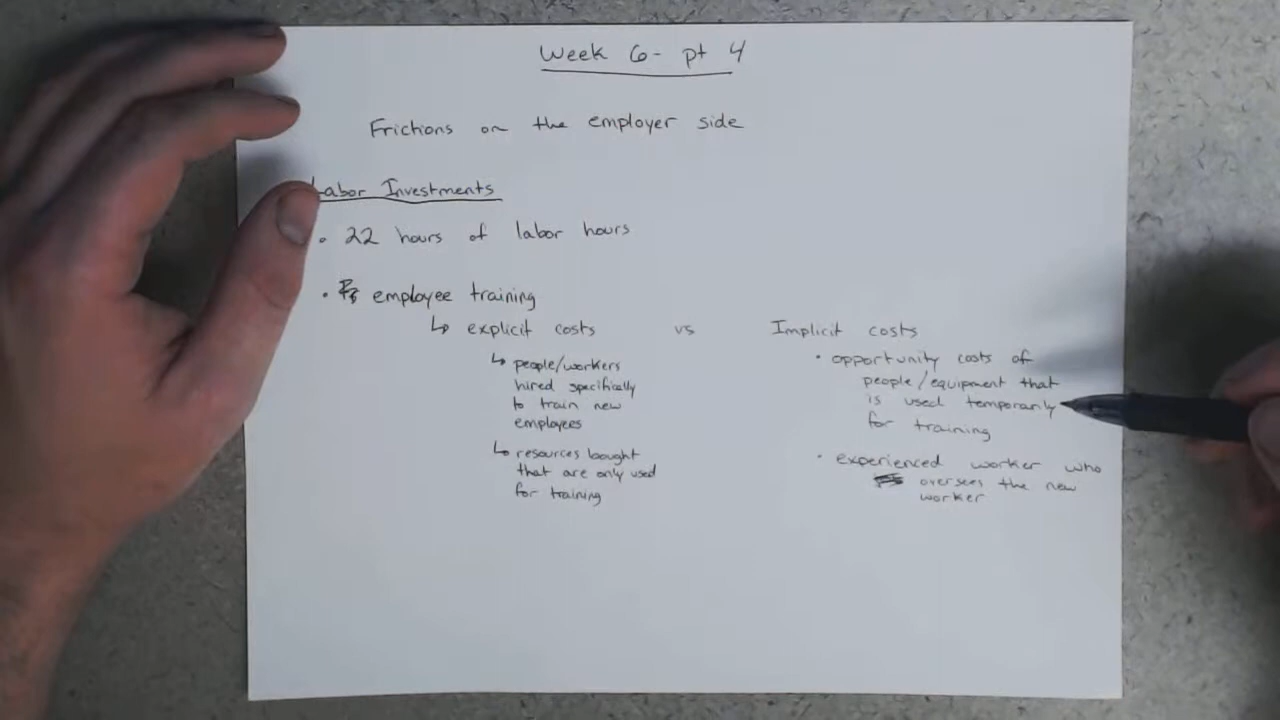 Week 6- pt 4
Frictions on the employer side
Labor Investments
• 22 hours of labor hours
• employee training
↳ explicit costs vs Implicit costs
↳ people/workers
hired specifically
to train new
employees
↳ resources bought
that are only used
for training
• opportunity costs of
people/equipment that
is used temporarily
for training
• experienced worker who
oversees the new
worker